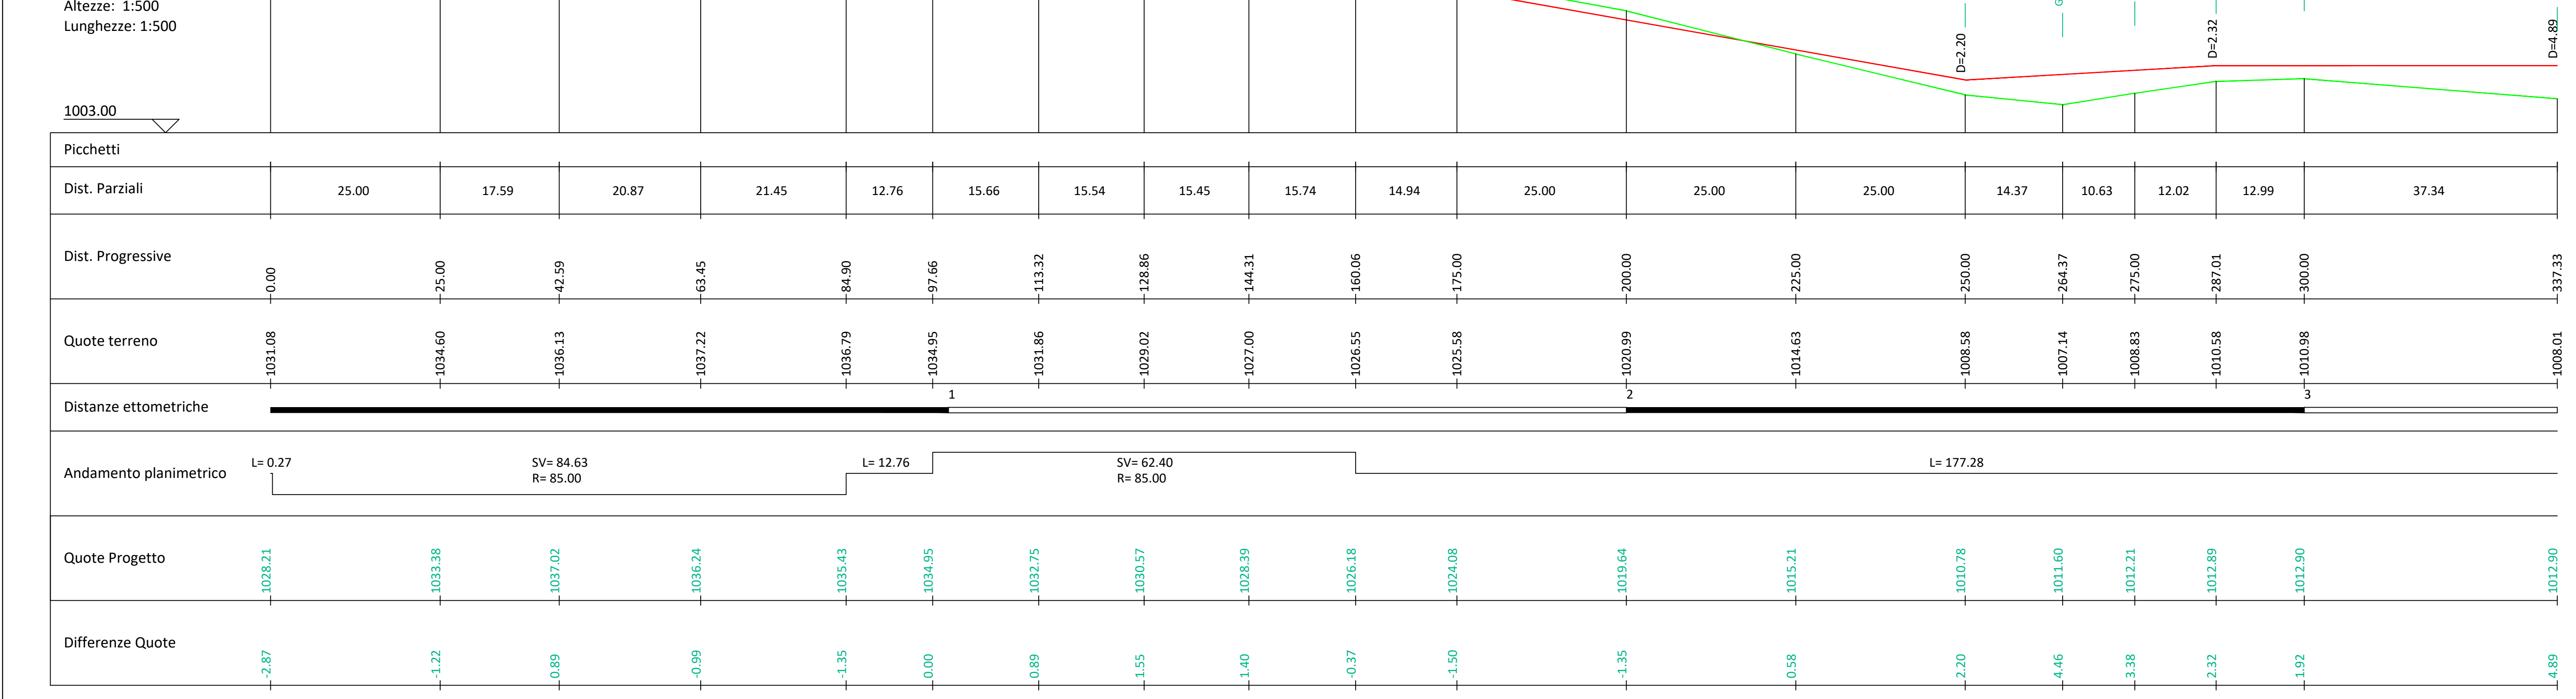 Altezze: 1:500
Lunghezze: 1:500
D=2.20
D=2.32
D=4.89
1003.00
Picchetti
Dist. Parziali 25.00 17.59 20.87 21.45 12.76 15.66 15.54 15.45 15.74 14.94 25.00 25.00 25.00 14.37 10.63 12.02 12.99 37.34
Dist. Progressive 0.00 25.00 42.59 63.45 84.90 97.66 113.32 128.86 144.31 160.06 175.00 200.00 225.00 250.00 264.37 275.00 287.01 300.00 337.33
Quote terreno 1031.08 1034.60 1036.13 1037.22 1036.79 1034.95 1031.86 1029.02 1027.00 1026.55 1025.58 1020.99 1014.63 1008.58 1007.14 1008.83 1010.58 1010.98 1008.01
Distanze ettometriche 1 2 3
Andamento planimetrico L= 0.27 SV= 84.63 L= 12.76 SV= 62.40 L= 177.28
R= 85.00 R= 85.00
Quote Progetto 1028.21 1033.38 1037.02 1036.24 1035.43 1034.95 1032.75 1030.57 1028.39 1026.18 1024.08 1019.64 1015.21 1010.78 1011.60 1012.21 1012.89 1012.90 1012.90
Differenze Quote -2.87 -1.22 0.89 -0.99 -1.35 0.00 0.89 1.55 1.40 -0.37 -1.50 -1.35 0.58 2.20 4.46 3.38 2.32 1.92 4.89